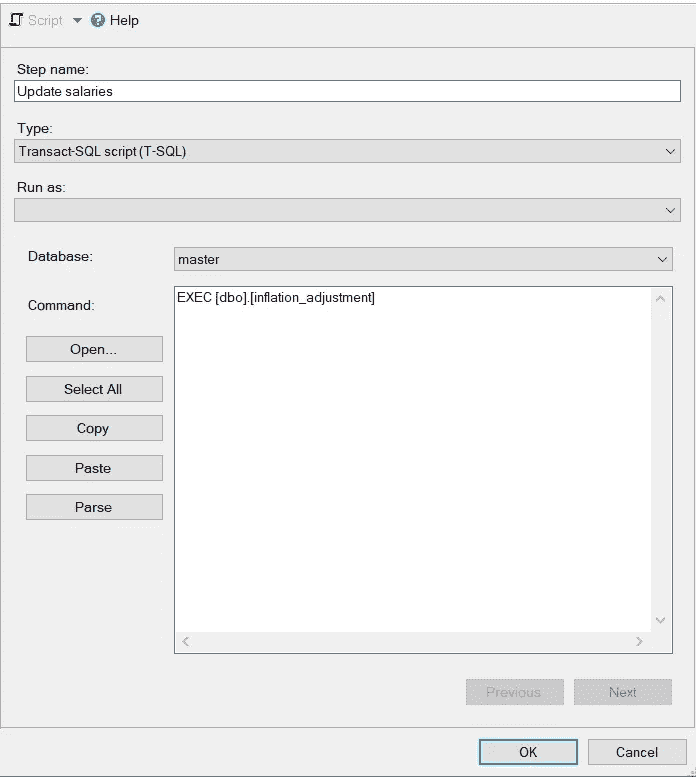 Script Help
Step name:
Update salaries
Type:
Transact-SQL script (T-SQL)
Run as:
Database:
master
Command:
EXEC [dbo].[inflation_adjustment]
Open...
Select All
Copy
Paste
Parse
Previous Next
OK Cancel